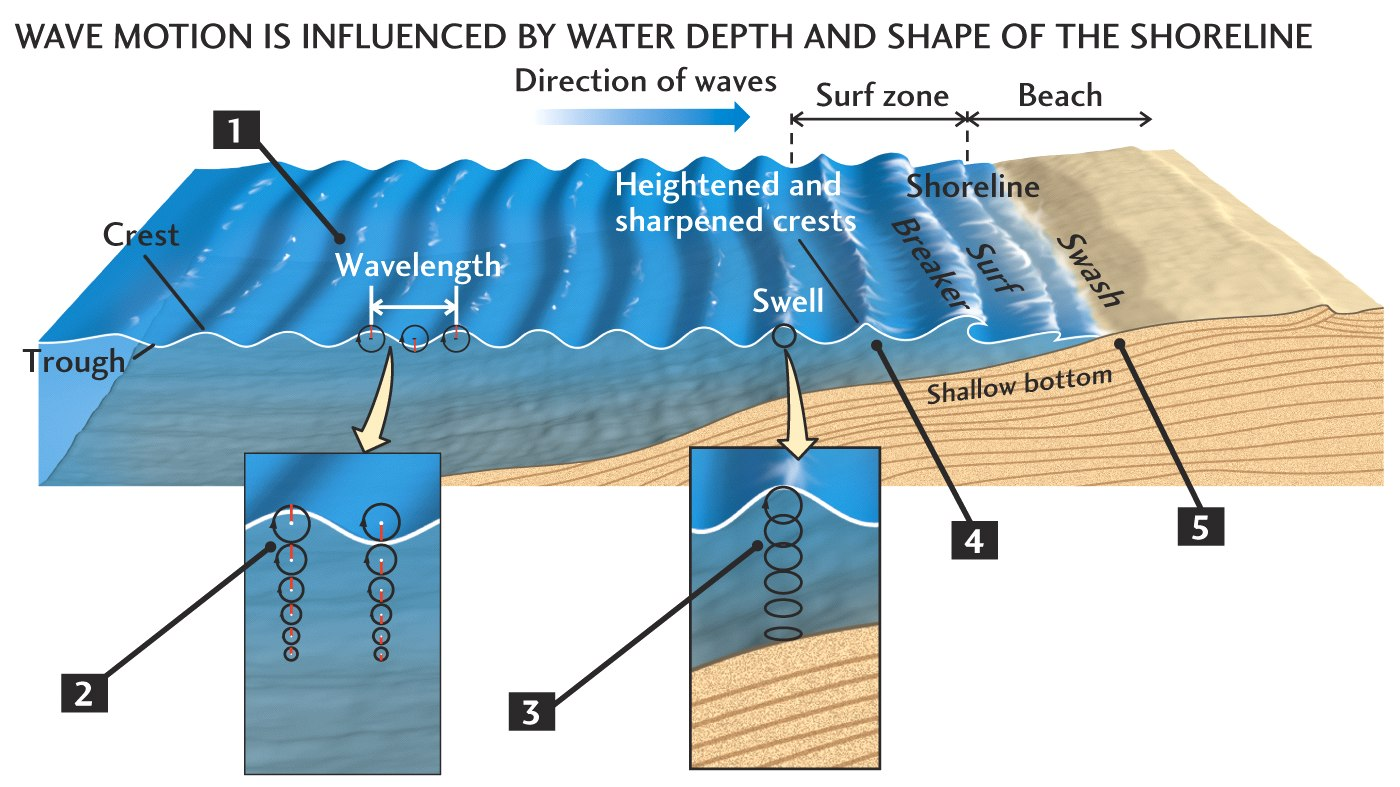 WAVE MOTION IS INFLUENCED BY WATER DEPTH AND SHAPE OF THE SHORELINE
Direction of waves
Surf zone
Beach
1
Heightened and
sharpened crests
Shoreline
Crest
Wavelength
Breaker
Surf
Swash
Swell
Trough
Shallow bottom
2
3
4
5